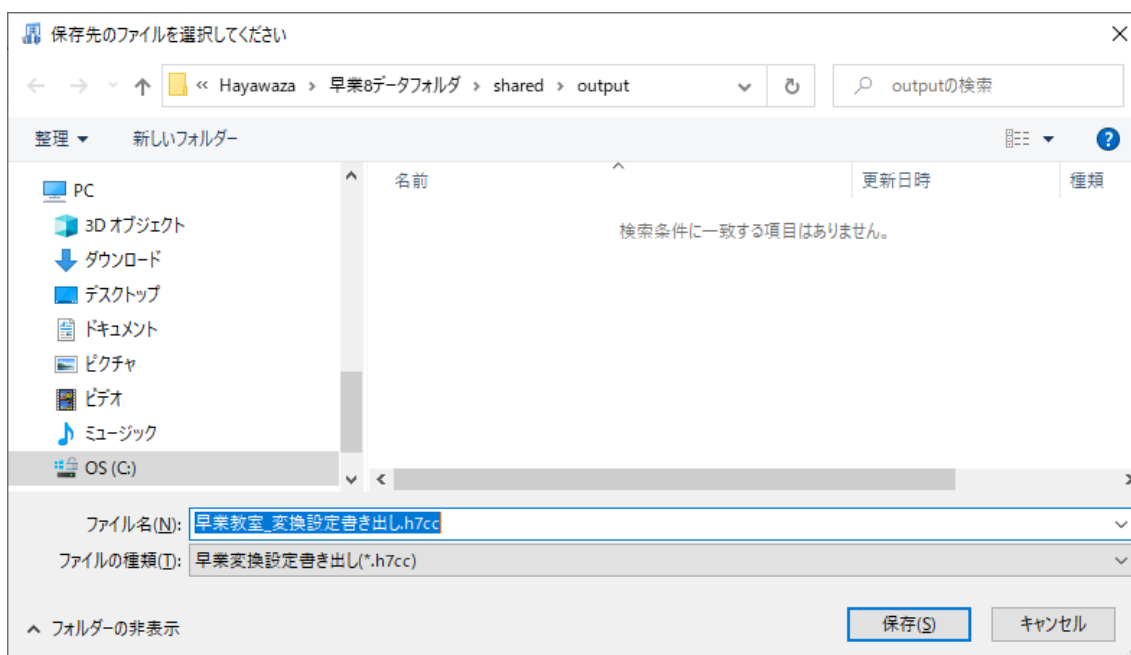 保存先のファイルを選択してください
« Hayawaza › 早業8データフォルダ › shared › output
outputの検索
整理 新しいフォルダー
名前 更新日時 種類
検索条件に一致する項目はありません。
PC
3D オブジェクト
ダウンロード
デスクトップ
ドキュメント
ピクチャ
ビデオ
ミュージック
OS (C:)
ファイル名(N): 早業教室_変換設定書き出し.h7cc
ファイルの種類(T): 早業変換設定書き出し(*.h7cc)
フォルダーの非表示 保存(S) キャンセル